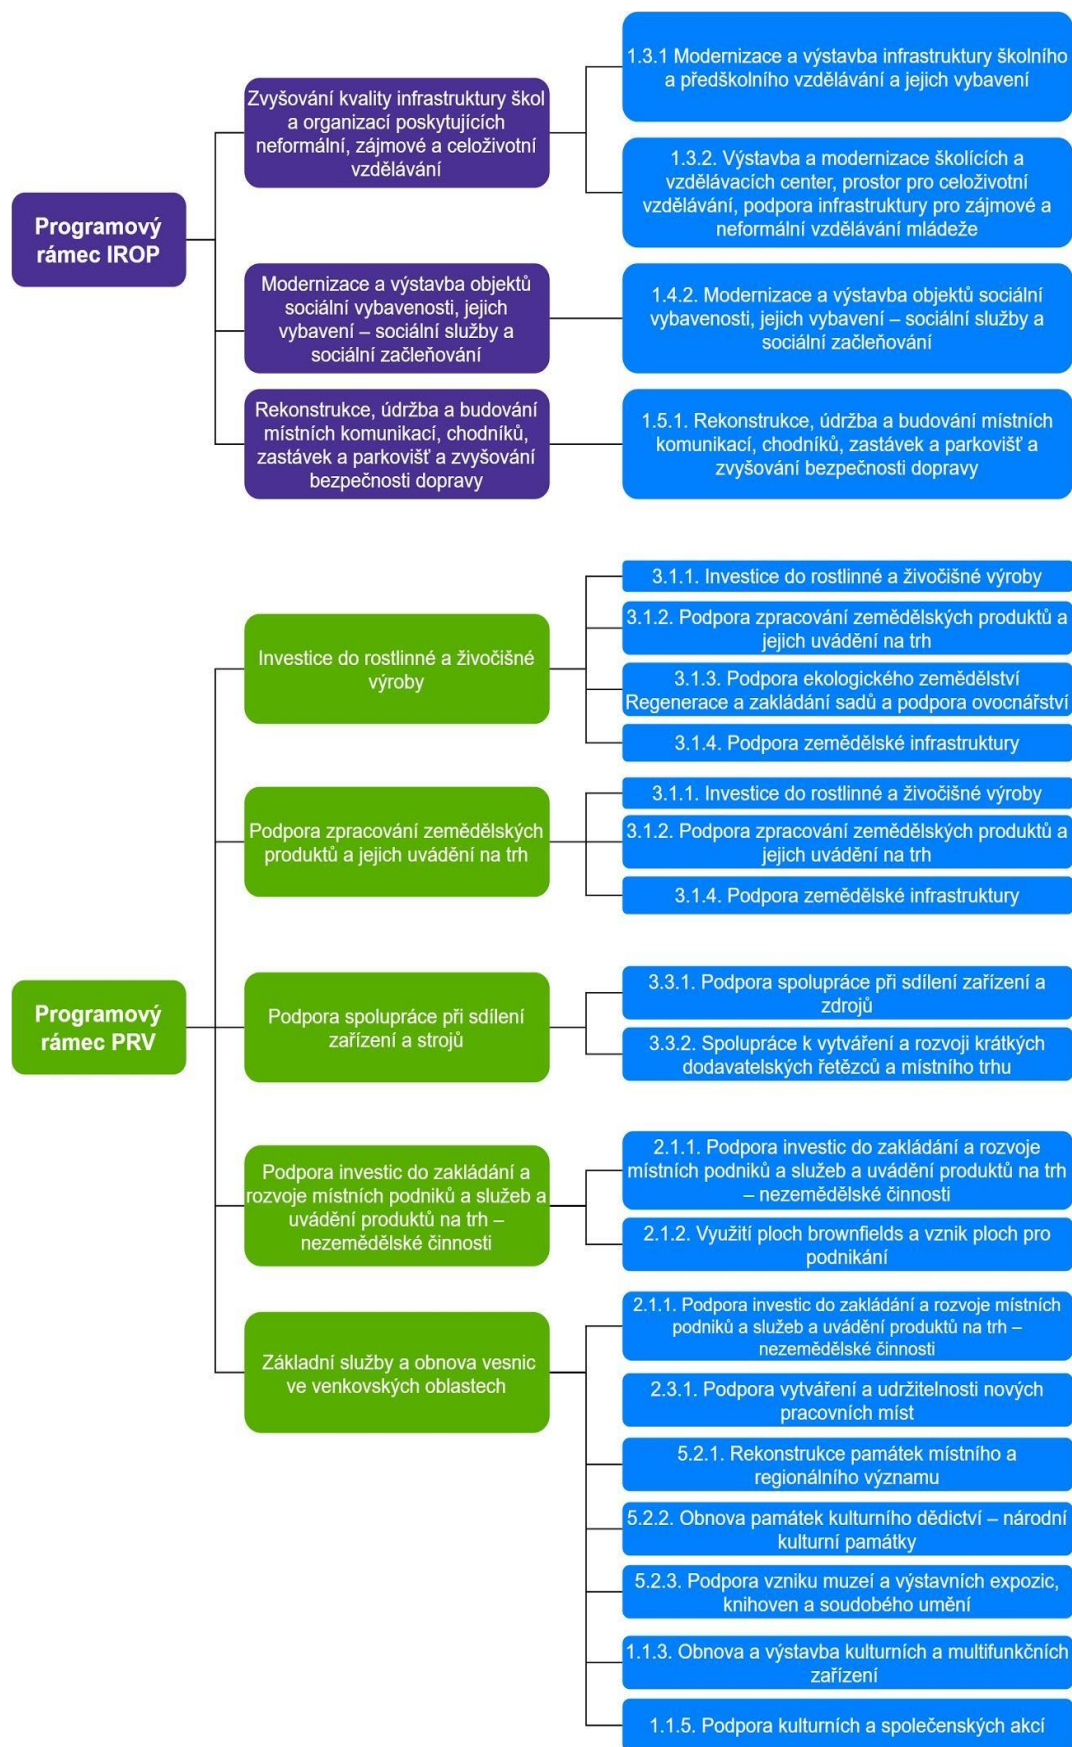 Programový
rámec IROP
Zvyšování kvality infrastruktury škol
a organizací poskytujících
neformální, zájmové a celoživotní
vzdělávání
1.3.1 Modernizace a výstavba infrastruktury školního
a předškolního vzdělávání a jejich vybavení
1.3.2. Výstavba a modernizace školících a
vzdělávacích center, prostor pro celoživotní
vzdělávání, podpora infrastruktury pro zájmové a
neformální vzdělávání mládeže
Modernizace a výstavba objektů
sociální vybavenosti, jejich
vybavení – sociální služby a
sociální začleňování
1.4.2. Modernizace a výstavba objektů sociální
vybavenosti, jejich vybavení – sociální služby a
sociální začleňování
Rekonstrukce, údržba a budování
místních komunikací, chodníků,
zastávek a parkovišť a zvyšování
bezpečnosti dopravy
1.5.1. Rekonstrukce, údržba a budování místních
komunikací, chodníků, zastávek a parkovišť a
zvyšování bezpečnosti dopravy
Programový
rámec PRV
Investice do rostlinné a živočišné
výroby
3.1.1. Investice do rostlinné a živočišné výroby
3.1.2. Podpora zpracování zemědělských produktů a
jejich uvádění na trh
3.1.3. Podpora ekologického zemědělství
Regenerace a zakládání sadů a podpora ovocnářství
3.1.4. Podpora zemědělské infrastruktury
Podpora zpracování zemědělských
produktů a jejich uvádění na trh
3.1.1. Investice do rostlinné a živočišné výroby
3.1.2. Podpora zpracování zemědělských produktů a
jejich uvádění na trh
3.1.4. Podpora zemědělské infrastruktury
Podpora spolupráce při sdílení
zařízení a strojů
3.3.1. Podpora spolupráce při sdílení zařízení a
zdrojů
3.3.2. Spolupráce k vytváření a rozvoji krátkých
dodavatelských řetězců a místního trhu
Podpora investic do zakládání a
rozvoje místních podniků a služeb a
uvádění produktů na trh –
nezemědělské činnosti
2.1.1. Podpora investic do zakládání a rozvoje
místních podniků a služeb a uvádění produktů na trh
– nezemědělské činnosti
2.1.2. Využití ploch brownfields a vznik ploch pro
podnikání
Základní služby a obnova vesnic
ve venkovských oblastech
2.1.1. Podpora investic do zakládání a rozvoje místních
podniků a služeb a uvádění produktů na trh –
nezemědělské činnosti
2.3.1. Podpora vytváření a udržitelnosti nových
pracovních míst
5.2.1. Rekonstrukce památek místního a
regionálního významu
5.2.2. Obnova památek kulturního dědictví – národní
kulturní památky
5.2.3. Podpora vzniku muzeí a výstavních expozic,
knihoven a soudobého umění
1.1.3. Obnova a výstavba kulturních a multifunkčních
zařízení
1.1.5. Podpora kulturních a společenských akcí